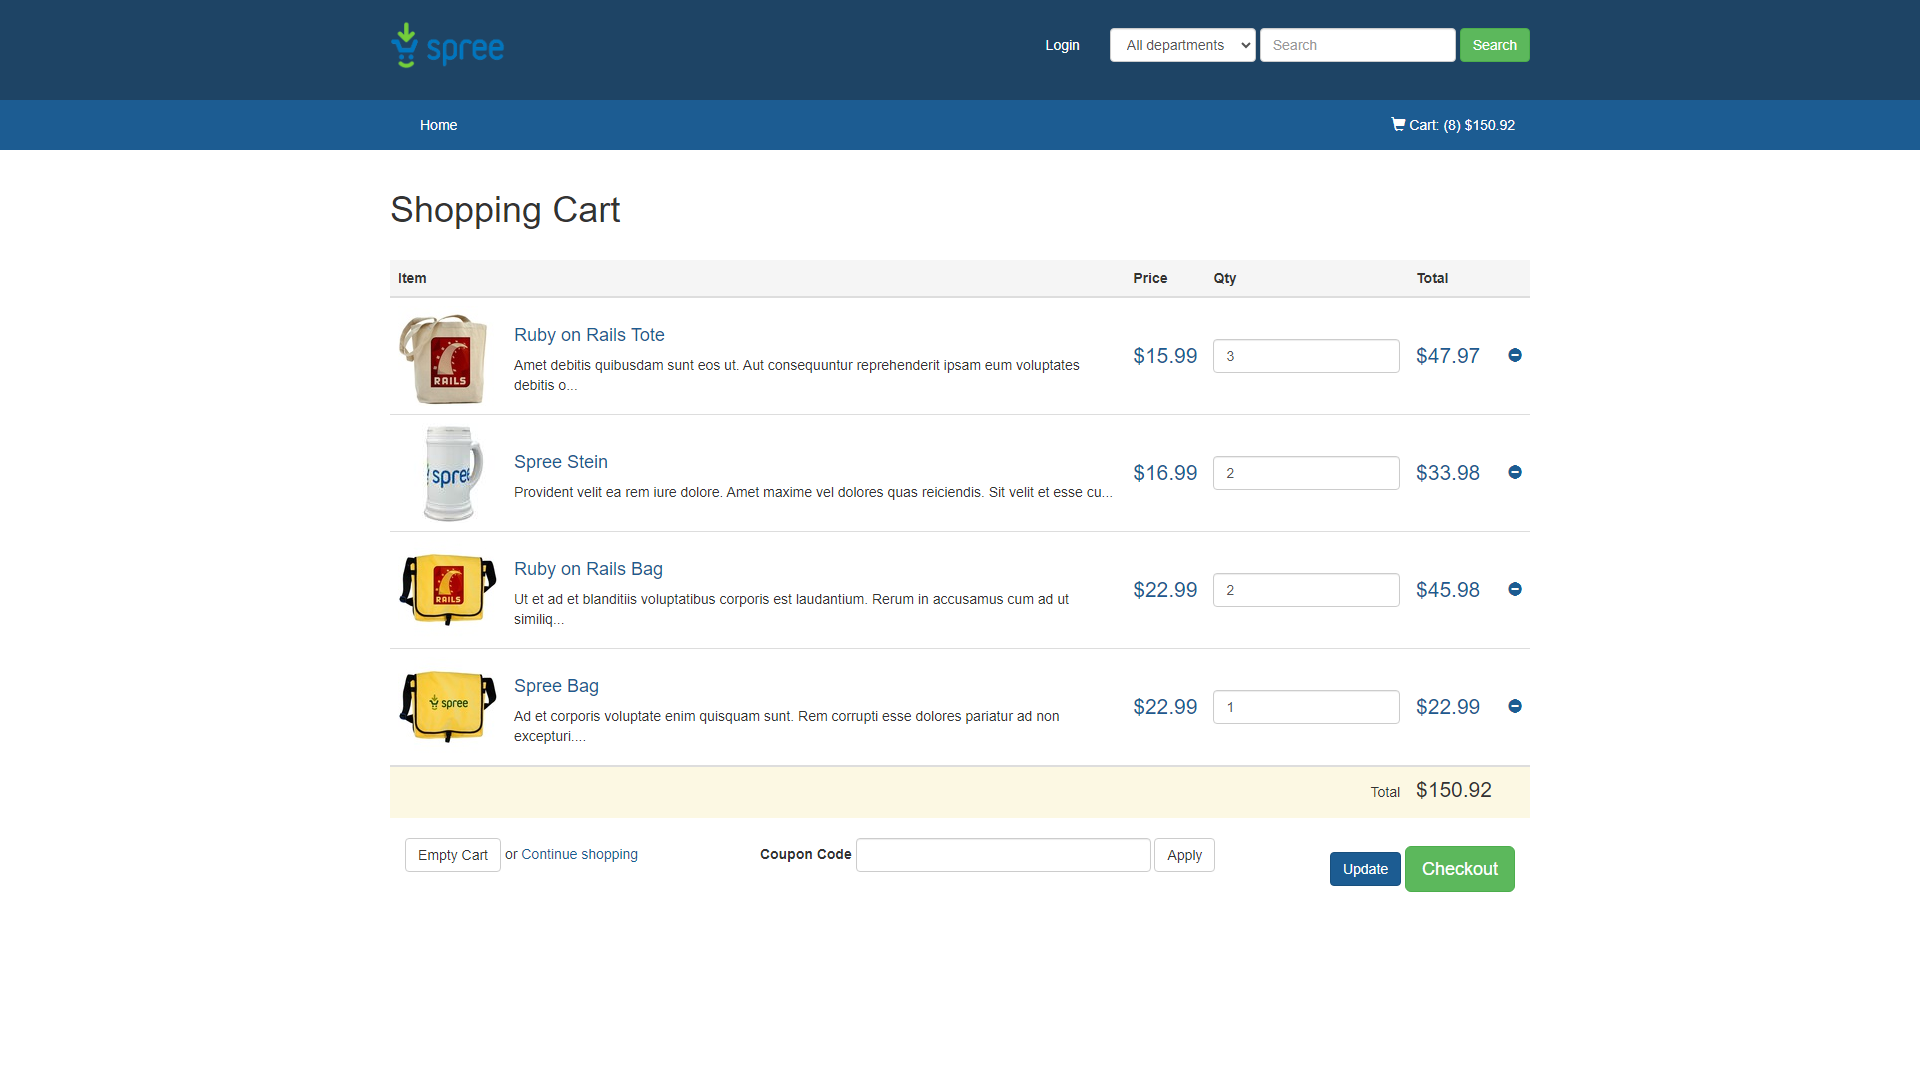 spree
Login
All departments
Search
Search
Home
Cart: (8) $150.92
Shopping Cart
Item Price Qty Total
RAILS
Ruby on Rails Tote
Amet debitis quibusdam sunt eos ut. Aut consequuntur reprehenderit ipsam eum voluptates
debitis o...
$15.99 3 $47.97
spree
Spree Stein
Provident velit ea rem iure dolore. Amet maxime vel dolores quas reiciendis. Sit velit et esse cu...
$16.99 2 $33.98
RAILS
Ruby on Rails Bag
Ut et ad et blanditiis voluptatibus corporis est laudantium. Rerum in accusamus cum ad ut
similiq...
$22.99 2 $45.98
spree
Spree Bag
Ad et corporis voluptate enim quisquam sunt. Rem corrupti esse dolores pariatur ad non
excepturi....
$22.99 1 $22.99
Total $150.92
Empty Cart or Continue shopping
Coupon Code
Apply
Update
Checkout